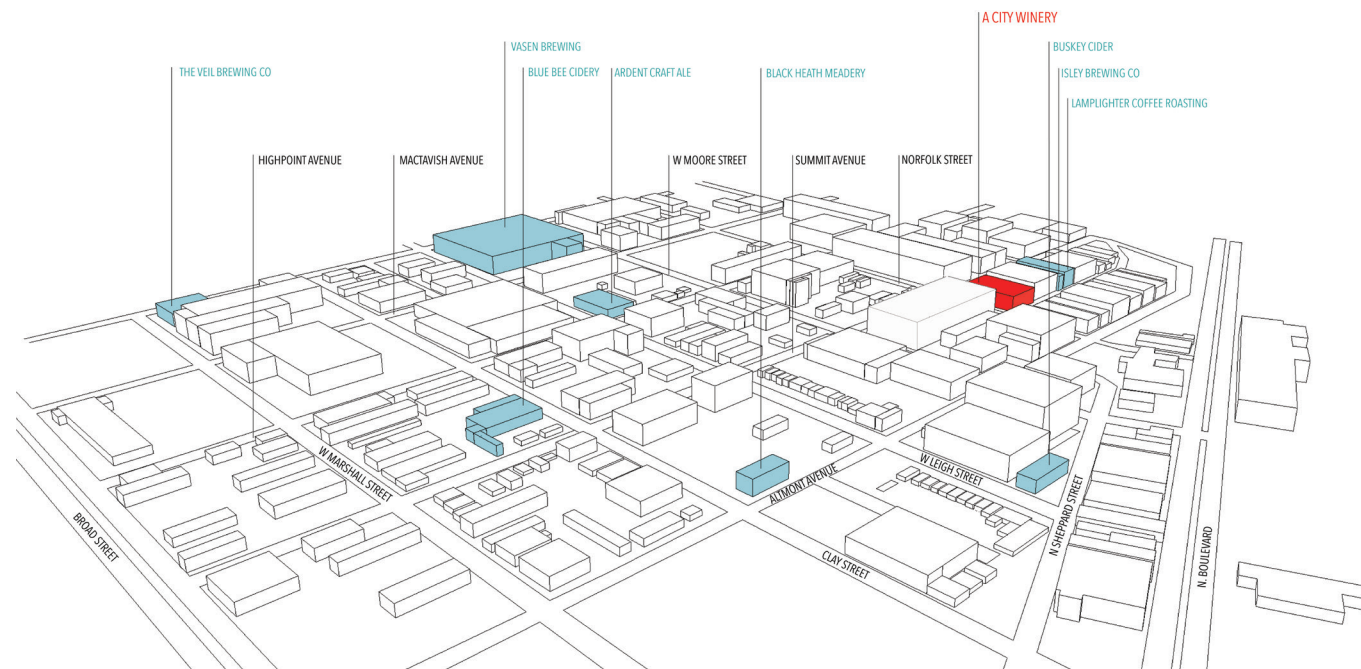 A CITY WINERY
VASEN BREWING
BUSKEY CIDER
THE VEIL BREWING CO
BLUE BEE CIDERY
ARDENT CRAFT ALE
BLACK HEATH MEADERY
ISLEY BREWING CO
LAMPLIGHTER COFFEE ROASTING
HIGHPOINT AVENUE
MACTAVISH AVENUE
W MOORE STREET
SUMMIT AVENUE
NORFOLK STREET
W MARSHALL STREET
W LEIGH STREET
ALTMONT AVENUE
BROAD STREET
N SHEPPARD STREET
CLAY STREET
N. BOULEVARD